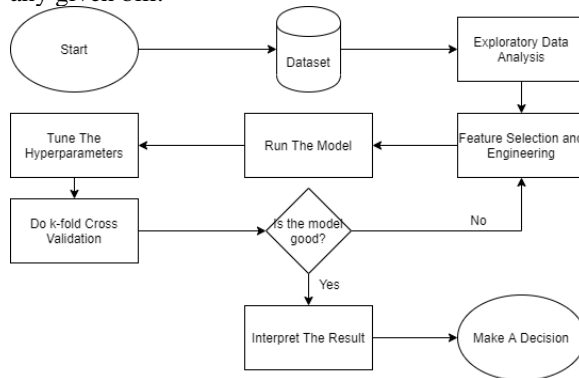 Start
Dataset
Exploratory Data
Analysis
Tune The
Hyperparameters
Run The Model
Feature Selection and
Engineering
Do k-fold Cross
Validation
Is the model
good?
No
Yes
Interpret The Result
Make A Decision